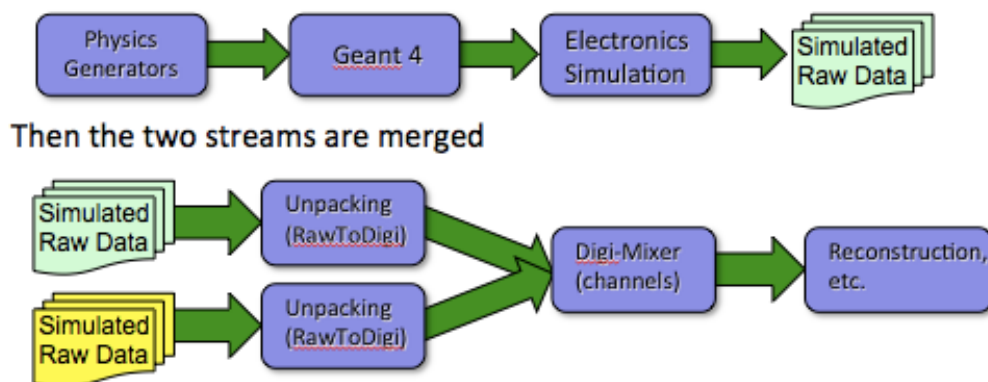 Physics
Generators
Geant 4
Electronics
Simulation
Simulated
Raw Data
Then the two streams are merged
Simulated
Raw Data
Unpacking
(RawToDigi)
Digi-Mixer
(channels)
Reconstruction,
etc.
Simulated
Raw Data
Unpacking
(RawToDigi)